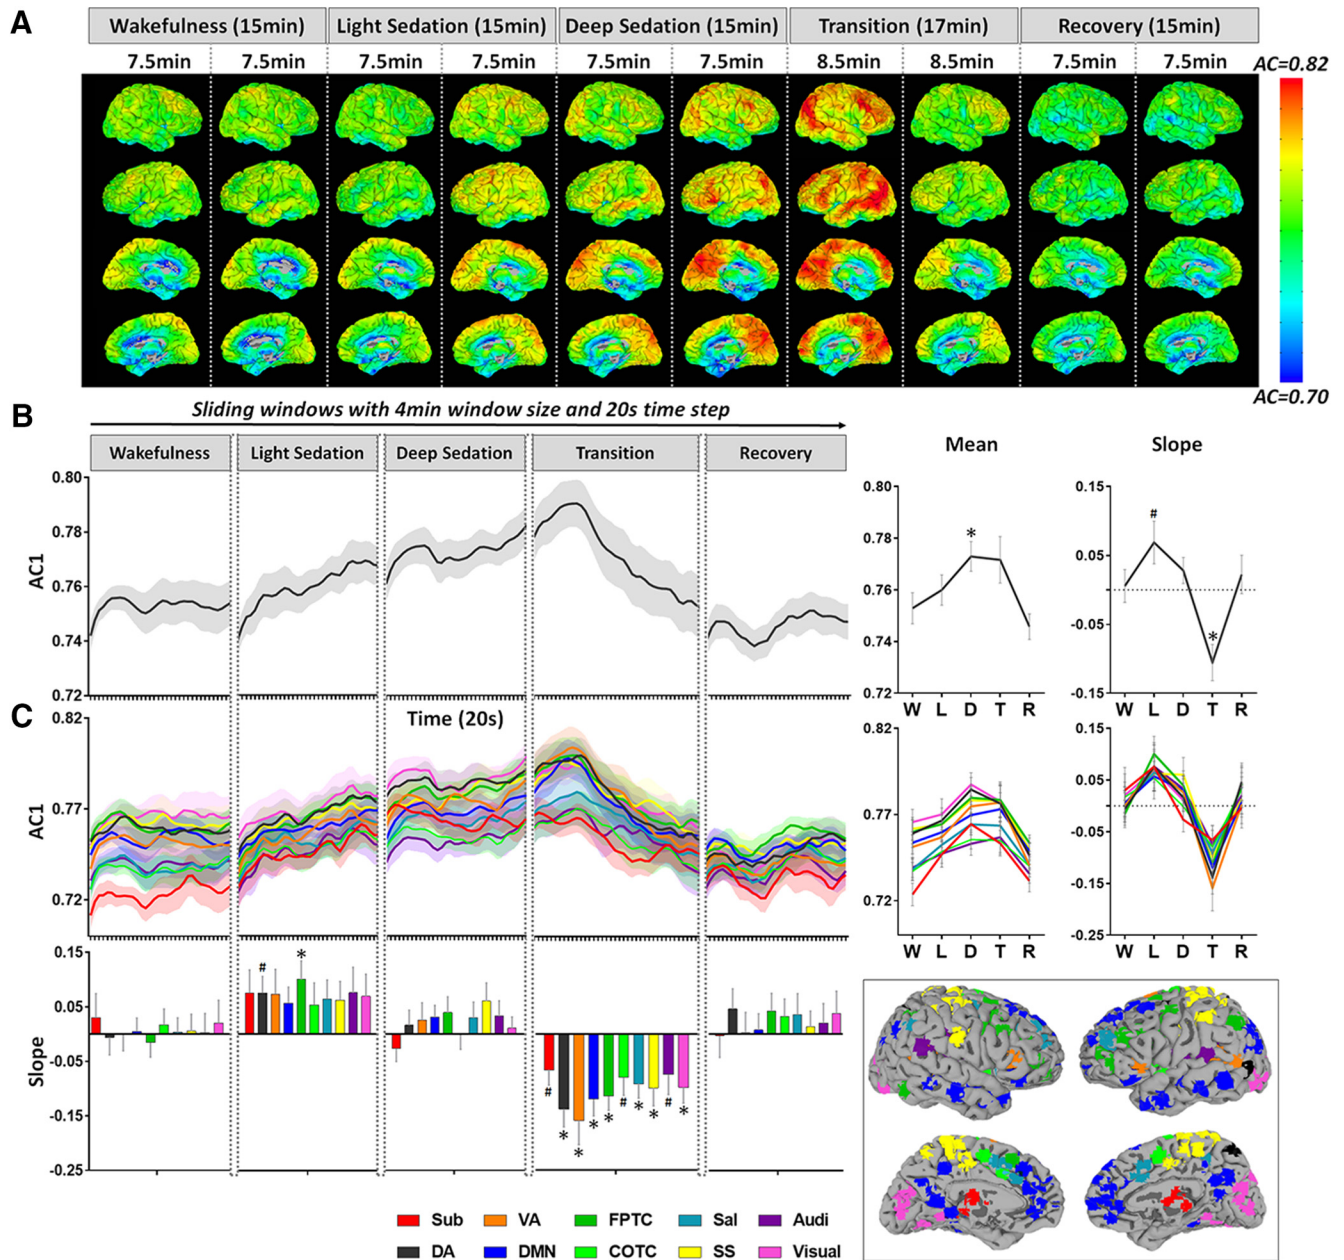 A
Wakefulness (15min) Light Sedation (15min) Deep Sedation (15min) Transition (17min) Recovery (15min)
7.5min 7.5min 7.5min 7.5min 7.5min 7.5min 8.5min 8.5min 7.5min 7.5min
AC=0.82
AC=0.70
B
Sliding windows with 4min window size and 20s time step
Wakefulness Light Sedation Deep Sedation Transition Recovery
Mean
Slope
AC1
0.80
0.78
0.76
0.74
0.72
0.80
0.78
0.76
0.74
0.72
*
W L D T R
0.15
0.05
-0.05
-0.15
#
*
W L D T R
C
Time (20s)
AC1
0.82
0.77
0.72
0.82
0.77
0.72
W L D T R
0.15
0.05
-0.05
-0.15
-0.25
W L D T R
Slope
0.15
0.05
-0.05
-0.15
-0.25
# *
# * * * * # * * # *
Sub VA FPTC Sal Audi
DA DMN COTC SS Visual